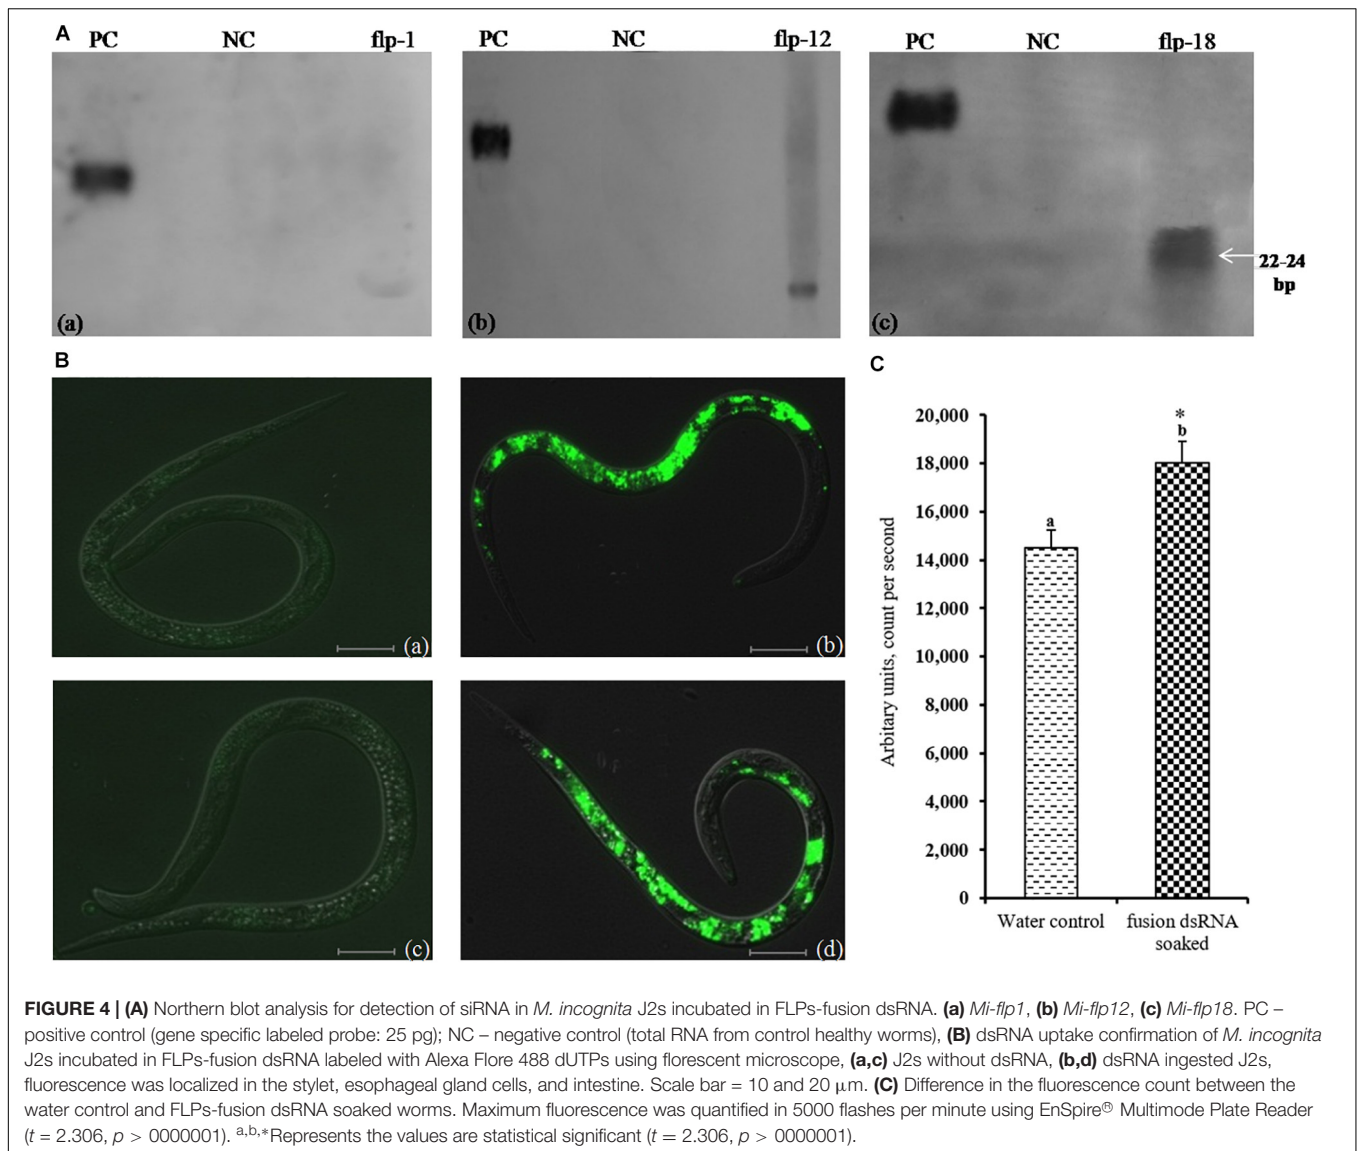 A
PC NC flp-1
PC NC flp-12
PC NC flp-18
(a)
(b)
(c)
22-24
bp
B
(a)
(b)
(c)
(d)
C
Arbitary units, count per second
20,000
18,000
16,000
14,000
12,000
10,000
8,000
6,000
4,000
2,000
0
a
*
b
Water control
fusion dsRNA
soaked
FIGURE 4 | (A) Northern blot analysis for detection of siRNA in M. incognita J2s incubated in FLPs-fusion dsRNA. (a) Mi-flp1, (b) Mi-flp12, (c) Mi-flp18. PC –
positive control (gene specific labeled probe: 25 pg); NC – negative control (total RNA from control healthy worms), (B) dsRNA uptake confirmation of M. incognita
J2s incubated in FLPs-fusion dsRNA labeled with Alexa Flore 488 dUTPs using florescent microscope, (a,c) J2s without dsRNA, (b,d) dsRNA ingested J2s,
fluorescence was localized in the stylet, esophageal gland cells, and intestine. Scale bar = 10 and 20 μm. (C) Difference in the fluorescence count between the
water control and FLPs-fusion dsRNA soaked worms. Maximum fluorescence was quantified in 5000 flashes per minute using EnSpire® Multimode Plate Reader
(t = 2.306, p > 0000001). a,b,*Represents the values are statistical significant (t = 2.306, p > 0000001).